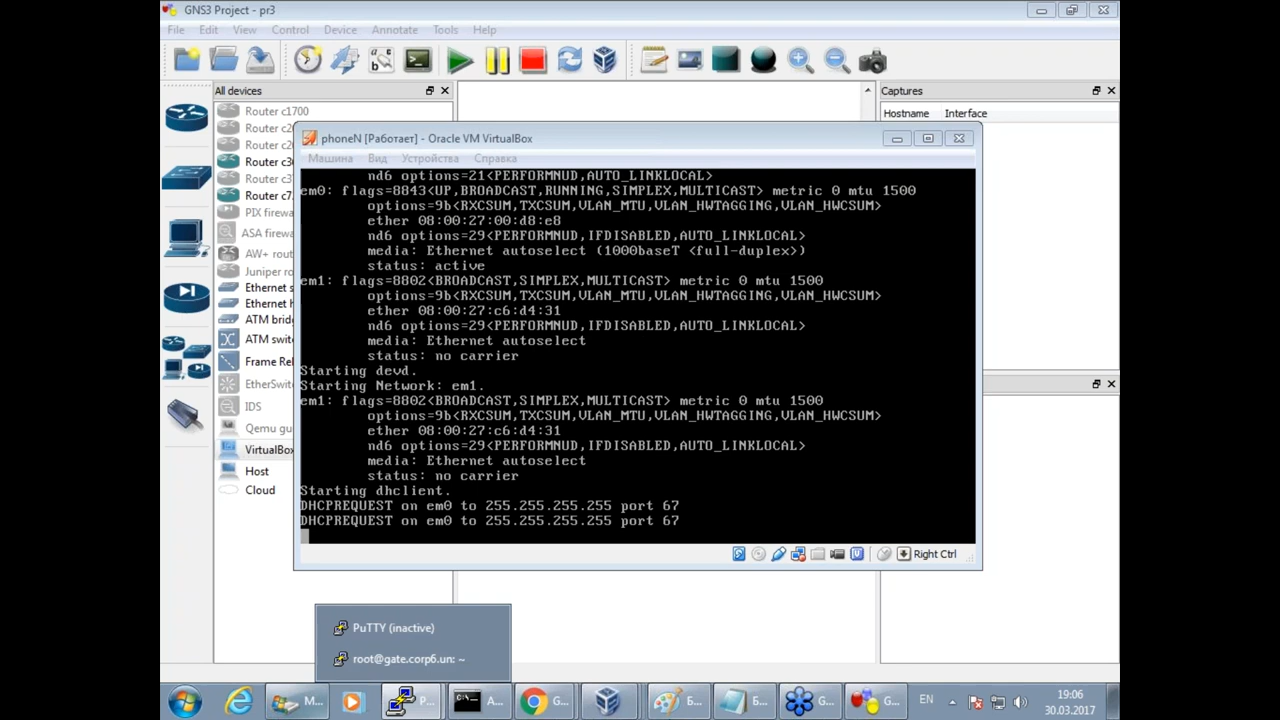 GNS3 Project - pr3
File Edit View Control Device Annotate Tools Help
All devices
Captures
Hostname Interface
Router c1700
Router c2
Router c2
Router c3
Router c3
Router c7
PIX firewa
ASA firew
AW+ route
Juniper ro
Ethernet s
Ethernet h
ATM bridg
ATM switc
Frame Rel
EtherSwit
IDS
Qemu gu
VirtualBox
Host
Cloud
phoneN [Работает] - Oracle VM VirtualBox
Машина Вид Устройства Справка
nd6 options=21<PERFORMNUD,AUTO_LINKLOCAL>
em0: flags=8843<UP,BROADCAST,RUNNING,SIMPLEX,MULTICAST> metric 0 mtu 1500
options=9b<RXCSUM,TXCSUM,VLAN_MTU,VLAN_HWTAGGING,VLAN_HWCSUM>
ether 08:00:27:00:d8:e8
nd6 options=29<PERFORMNUD,IFDISABLED,AUTO_LINKLOCAL>
media: Ethernet autoselect (1000baseT <full-duplex>)
status: active
em1: flags=8802<BROADCAST,SIMPLEX,MULTICAST> metric 0 mtu 1500
options=9b<RXCSUM,TXCSUM,VLAN_MTU,VLAN_HWTAGGING,VLAN_HWCSUM>
ether 08:00:27:c6:d4:31
nd6 options=29<PERFORMNUD,IFDISABLED,AUTO_LINKLOCAL>
media: Ethernet autoselect
status: no carrier
Starting devd.
Starting Network: em1.
em1: flags=8802<BROADCAST,SIMPLEX,MULTICAST> metric 0 mtu 1500
options=9b<RXCSUM,TXCSUM,VLAN_MTU,VLAN_HWTAGGING,VLAN_HWCSUM>
ether 08:00:27:c6:d4:31
nd6 options=29<PERFORMNUD,IFDISABLED,AUTO_LINKLOCAL>
media: Ethernet autoselect
status: no carrier
Starting dhclient.
DHCPREQUEST on em0 to 255.255.255.255 port 67
DHCPREQUEST on em0 to 255.255.255.255 port 67
Right Ctrl
PuTTY (inactive)
root@gate.corp6.un: ~
M... P... A... G... Б... Б... G... G...
EN
19:06
30.03.2017